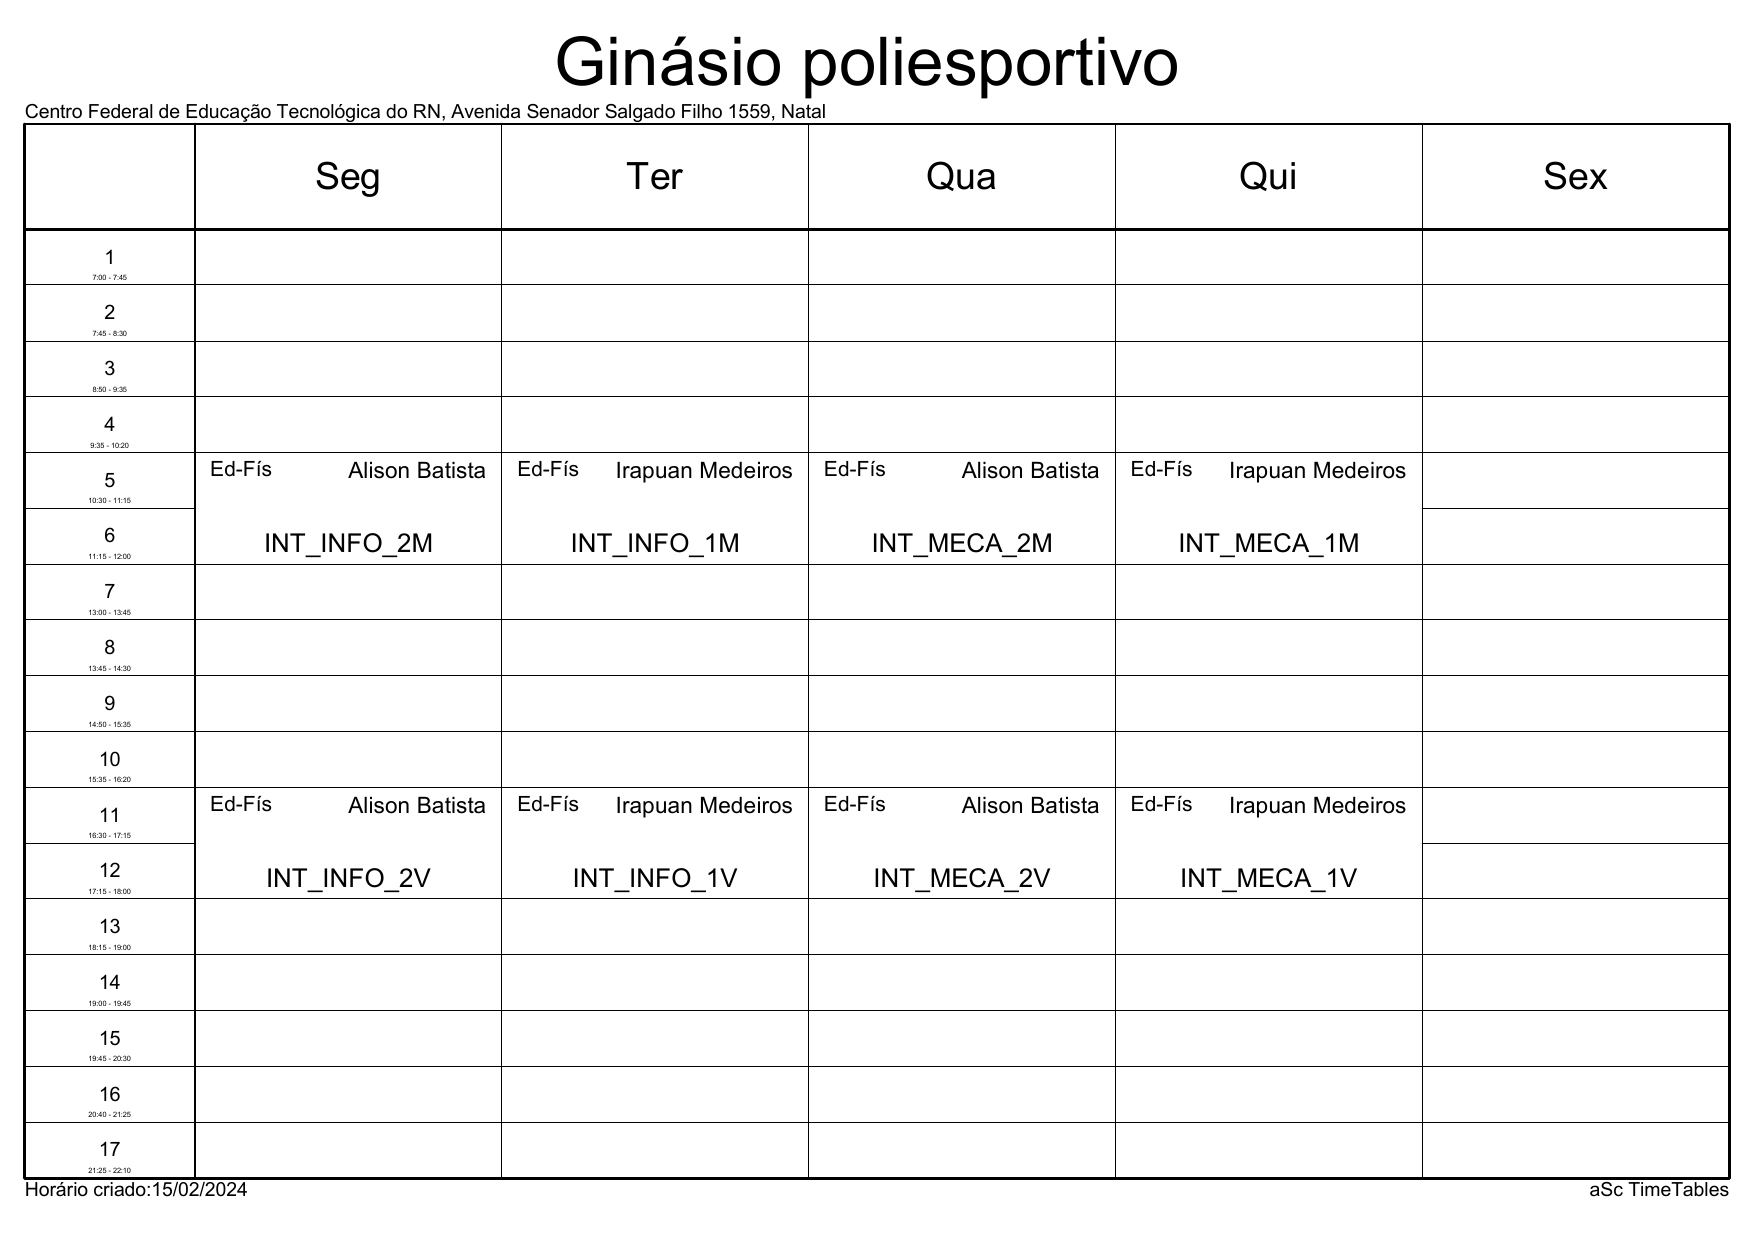 Ginásio poliesportivo
Centro Federal de Educação Tecnológica do RN, Avenida Senador Salgado Filho 1559, Natal
Seg Ter Qua Qui Sex
1
7:00 - 7:45
2
7:45 - 8:30
3
8:50 - 9:35
4
9:35 - 10:20
5
10:30 - 11:15
Ed-Fís Alison Batista Ed-Fís Irapuan Medeiros Ed-Fís Alison Batista Ed-Fís Irapuan Medeiros
6
11:15 - 12:00
INT_INFO_2M INT_INFO_1M INT_MECA_2M INT_MECA_1M
7
13:00 - 13:45
8
13:45 - 14:30
9
14:50 - 15:35
10
15:35 - 16:20
11
16:30 - 17:15
Ed-Fís Alison Batista Ed-Fís Irapuan Medeiros Ed-Fís Alison Batista Ed-Fís Irapuan Medeiros
12
17:15 - 18:00
INT_INFO_2V INT_INFO_1V INT_MECA_2V INT_MECA_1V
13
18:15 - 19:00
14
19:00 - 19:45
15
19:45 - 20:30
16
20:40 - 21:25
17
21:25 - 22:10
Horário criado:15/02/2024 aSc TimeTables